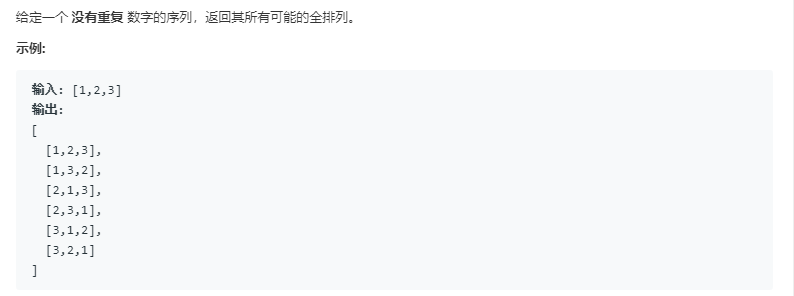 给定一个 没有重复 数字的序列，返回其所有可能的全排列。
示例:
输入: [1,2,3]
输出:
[
  [1,2,3],
  [1,3,2],
  [2,1,3],
  [2,3,1],
  [3,1,2],
  [3,2,1]
]